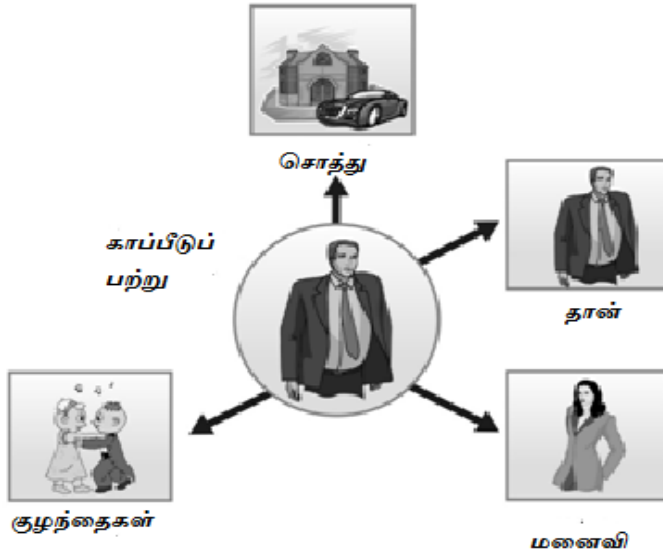 சொத்து
காப்பீடுப்
பற்று
தான்
குழந்தைகள்
மனைவி